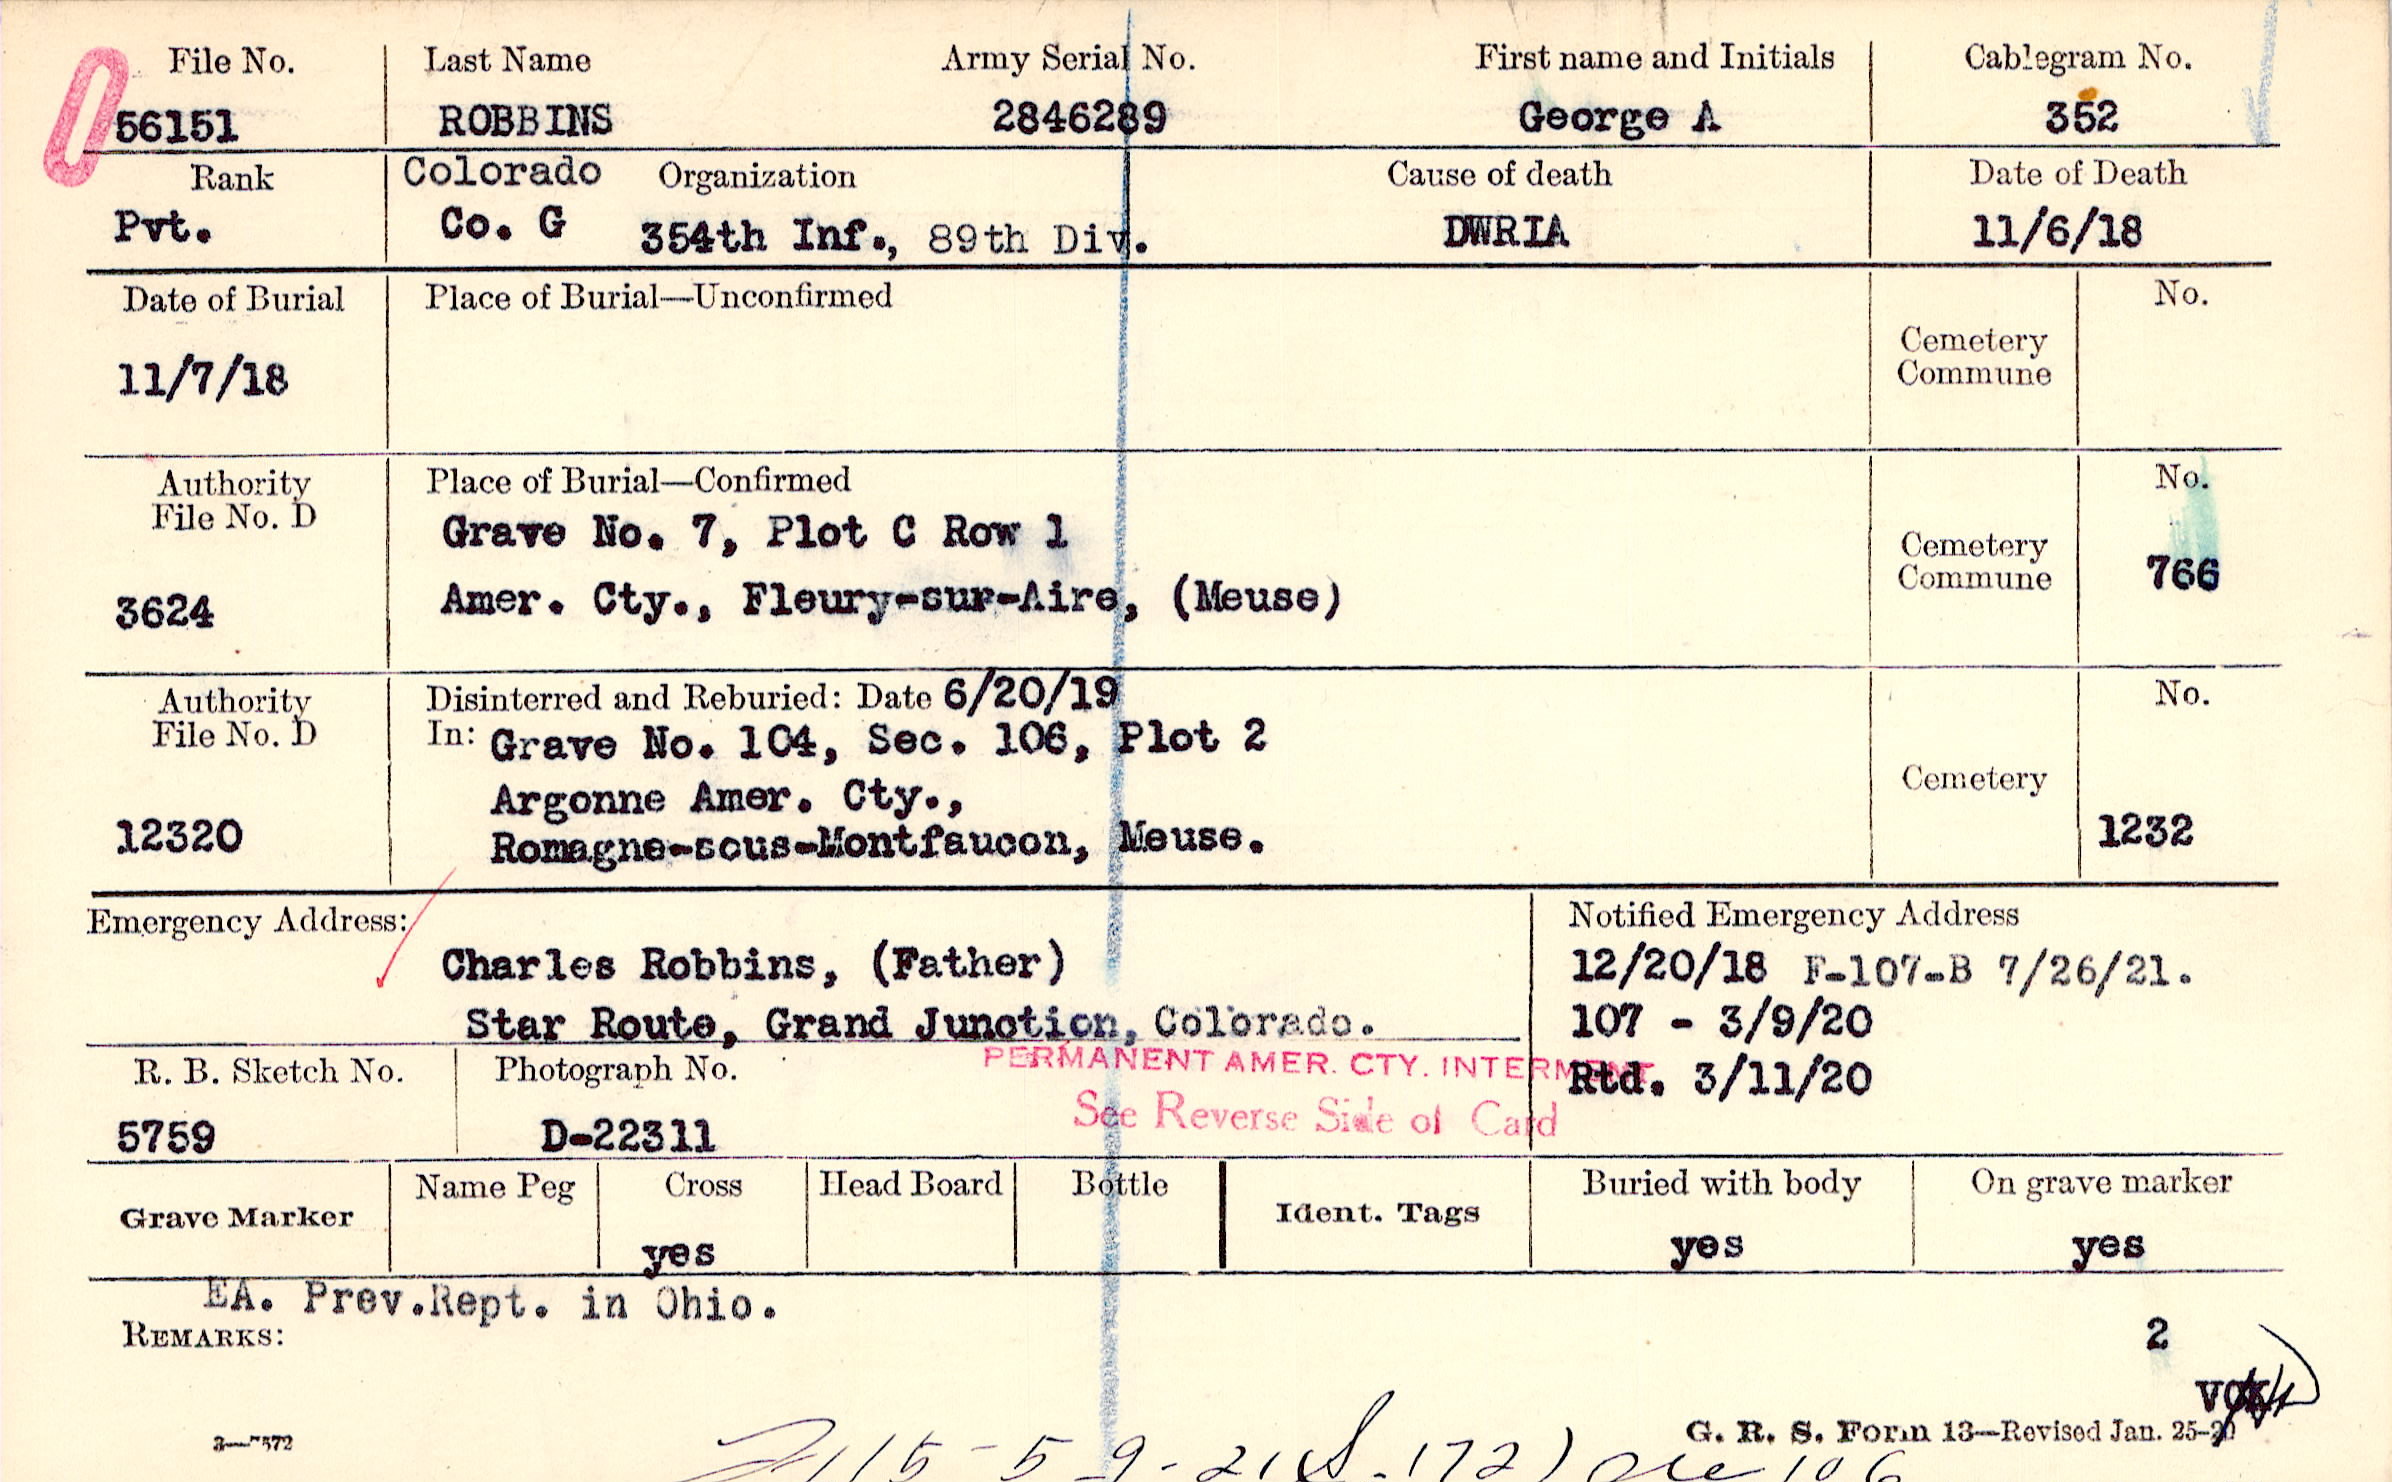 File No. Last Name Army Serial No. First name and Initials Cablegram No.
56151 ROBBINS 2846289 George A 352
Rank Colorado Organization Cause of death Date of Death
Pvt. Co. G 354th Inf., 89th Div. DWRIA 11/6/18
Date of Burial Place of Burial—Unconfirmed No.
Cemetery
Commune
11/7/18
Authority Place of Burial—Confirmed No.
File No. D
Grave No. 7, Plot C Row 1
Cemetery
Commune 766
3624 Amer. Cty., Fleury-sur-Aire, (Meuse)
Authority Disinterred and Reburied: Date 6/20/19 No.
File No. D In: Grave No. 104, Sec. 106, Plot 2
Cemetery
Argonne Amer. Cty.,
12320 Romagne-sous-Montfaucon, Meuse. 1232
Emergency Address: Notified Emergency Address
Charles Robbins, (Father) 12/20/18 F-107-B 7/26/21.
Star Route, Grand Junction, Colorado. 107 - 3/9/20
PERMANENT AMER. CTY. INTERMENT
R. B. Sketch No. Photograph No. Rtd. 3/11/20
See Reverse Side of Card
5759 D-22311
Name Peg Cross Head Board Bottle Buried with body On grave marker
Grave Marker Ident. Tags
yes yes yes
EA. Prev.Rept. in Ohio.
REMARKS: 2
G. R. S. Form 13—Revised Jan. 25-20